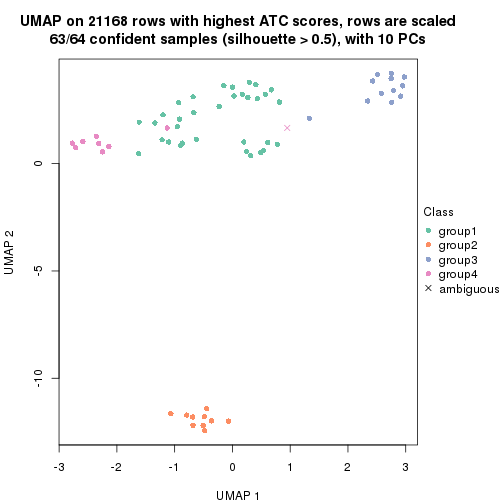 UMAP on 21168 rows with highest ATC scores, rows are scaled
63/64 confident samples (silhouette > 0.5), with 10 PCs
0
-5
-10
UMAP 2
-3
-2
-1
0
1
2
3
UMAP 1
Class
group1
group2
group3
group4
ambiguous